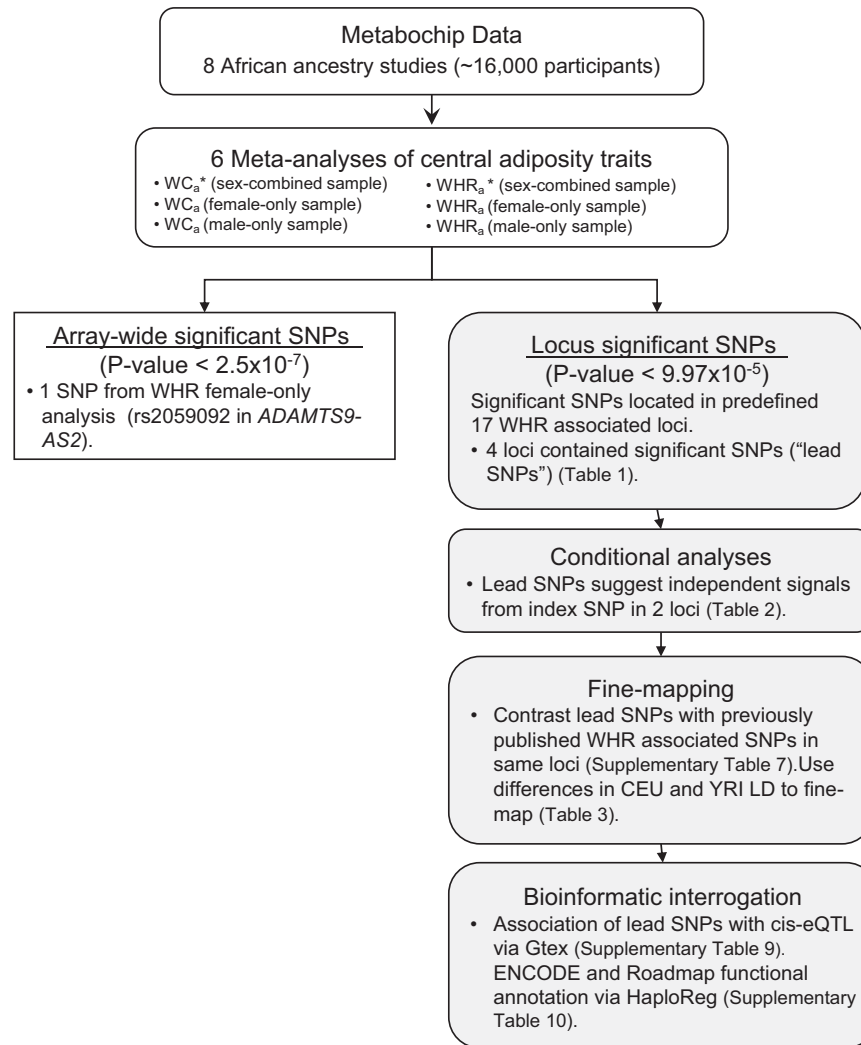 Metabochip Data
8 African ancestry studies (~16,000 participants)
6 Meta-analyses of central adiposity traits
• WCa* (sex-combined sample)
• WCa (female-only sample)
• WCa (male-only sample)
• WHRa* (sex-combined sample)
• WHRa (female-only sample)
• WHRa (male-only sample)
Array-wide significant SNPs
(P-value < 2.5x10-7)
• 1 SNP from WHR female-only
analysis (rs2059092 in ADAMTS9-
AS2).
Locus significant SNPs
(P-value < 9.97x10-5)
Significant SNPs located in predefined
17 WHR associated loci.
• 4 loci contained significant SNPs (“lead
SNPs”) (Table 1).
Conditional analyses
• Lead SNPs suggest independent signals
from index SNP in 2 loci (Table 2).
Fine-mapping
• Contrast lead SNPs with previously
published WHR associated SNPs in
same loci (Supplementary Table 7).Use
differences in CEU and YRI LD to fine-
map (Table 3).
Bioinformatic interrogation
• Association of lead SNPs with cis-eQTL
via Gtex (Supplementary Table 9).
ENCODE and Roadmap functional
annotation via HaploReg (Supplementary
Table 10).